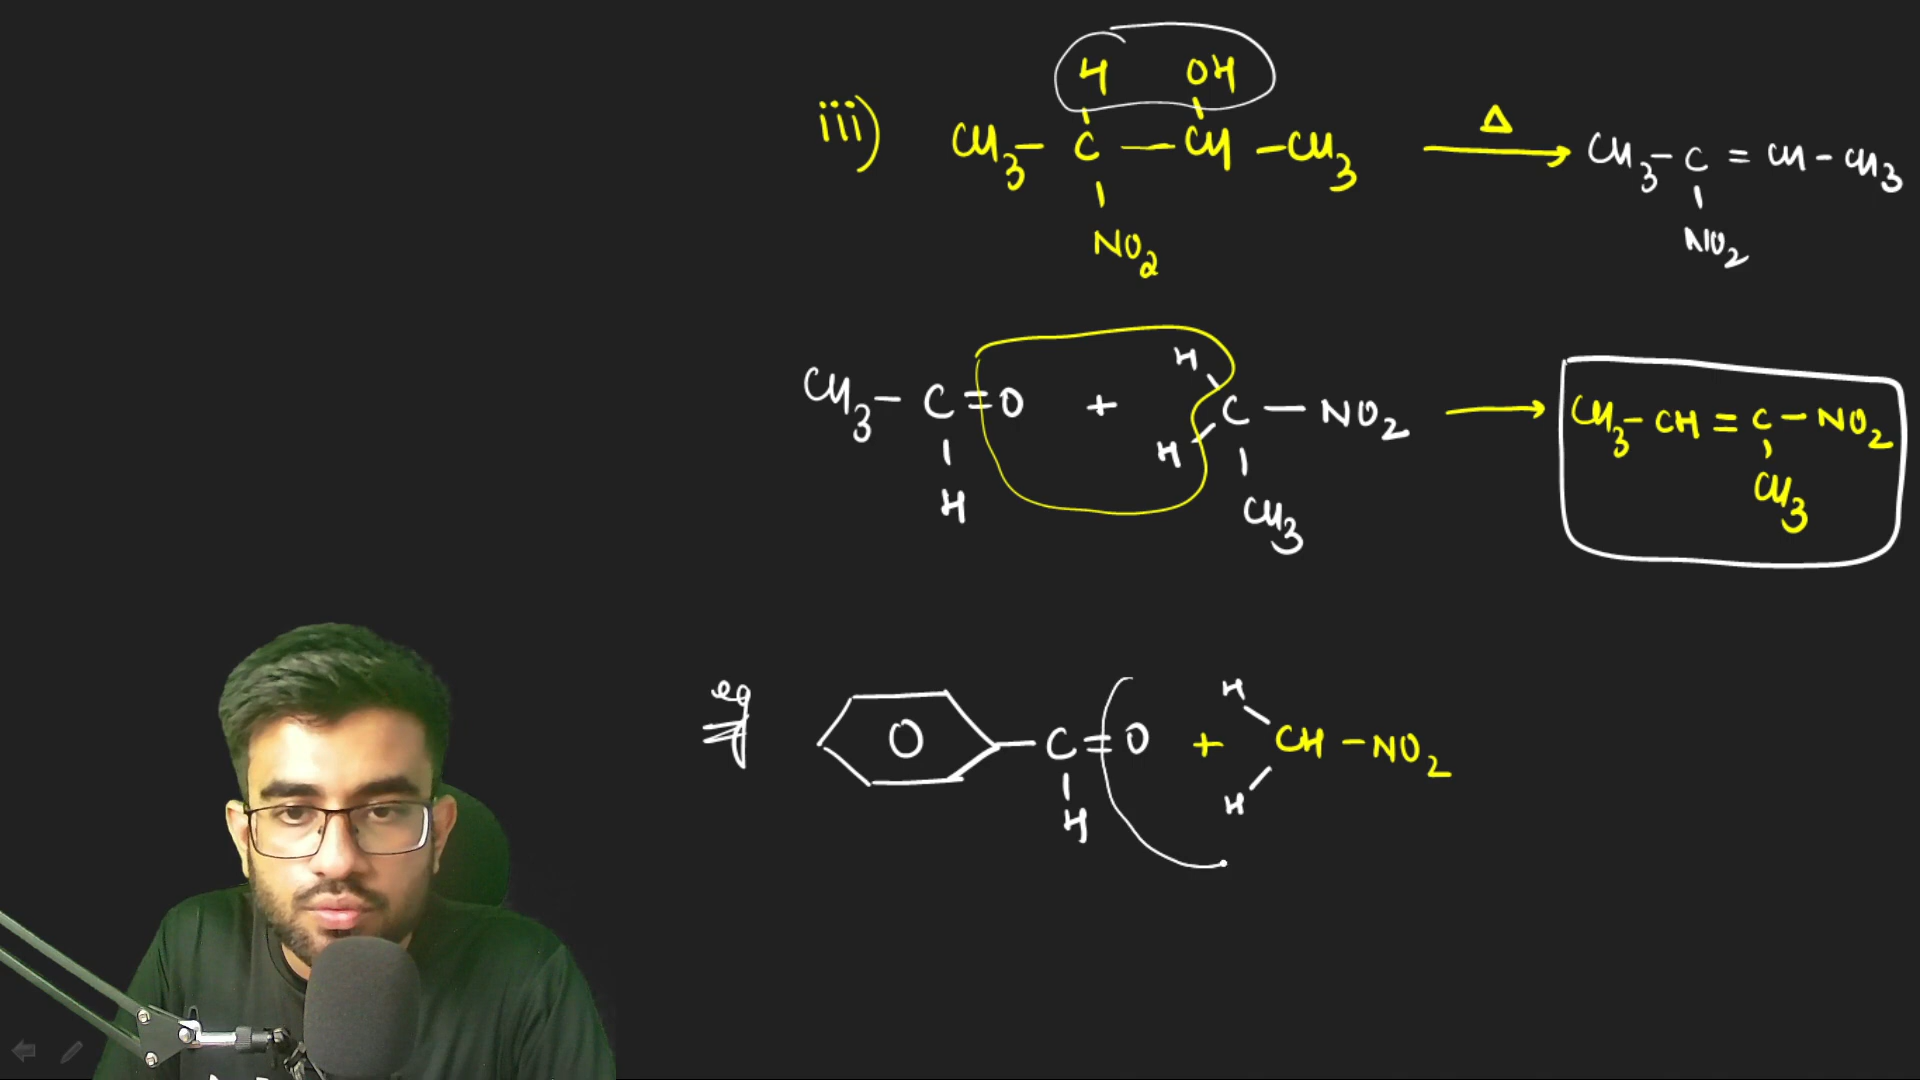 H OH
iii) CH3 - C — CH - CH3 Δ → CH3 - C = CH - CH3
NO2 NO2
H
CH3 - C = O + C — NO2 → CH3 - CH = C - NO2
H
H CH3 CH3
eg H
O C = O + CH - NO2
H H